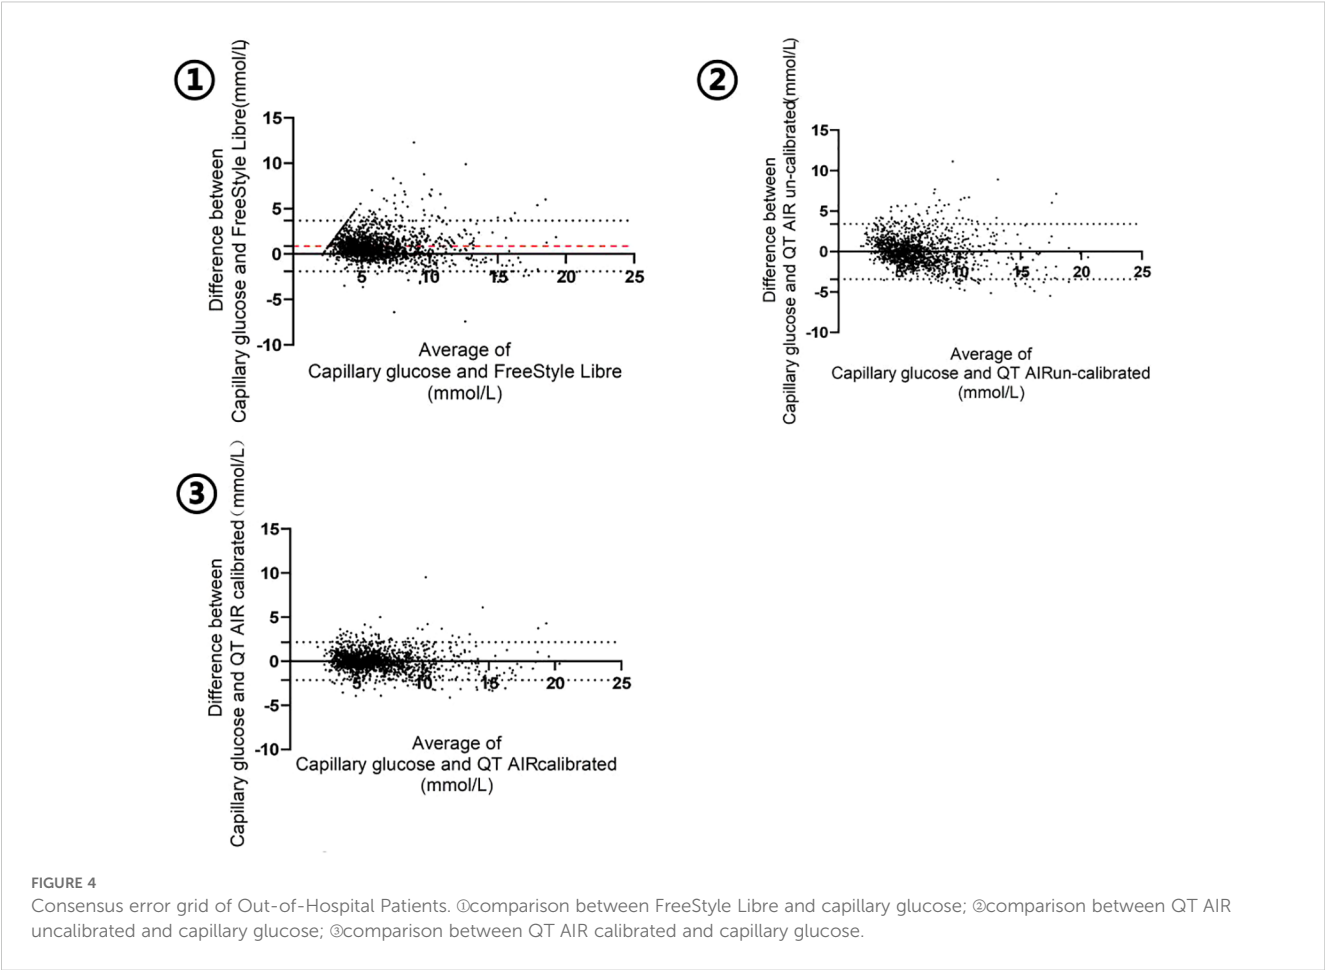 ①
Difference between
Capillary glucose and FreeStyle Libre(mmol/L)
15
10
5
0
-5
-10
5
10
15
20
25
Average of
Capillary glucose and FreeStyle Libre
(mmol/L)
②
Difference between
Capillary glucose and QT AIR un-calibrated(mmol/L)
15
10
5
0
-5
-10
5
10
15
20
25
Average of
Capillary glucose and QT AIRun-calibrated
(mmol/L)
③
Difference between
Capillary glucose and QT AIR calibrated（mmol/L）
15
10
5
0
-5
-10
5
10
15
20
25
Average of
Capillary glucose and QT AIRcalibrated
(mmol/L)
FIGURE 4
Consensus error grid of Out-of-Hospital Patients. ①comparison between FreeStyle Libre and capillary glucose; ②comparison between QT AIR
uncalibrated and capillary glucose; ③comparison between QT AIR calibrated and capillary glucose.